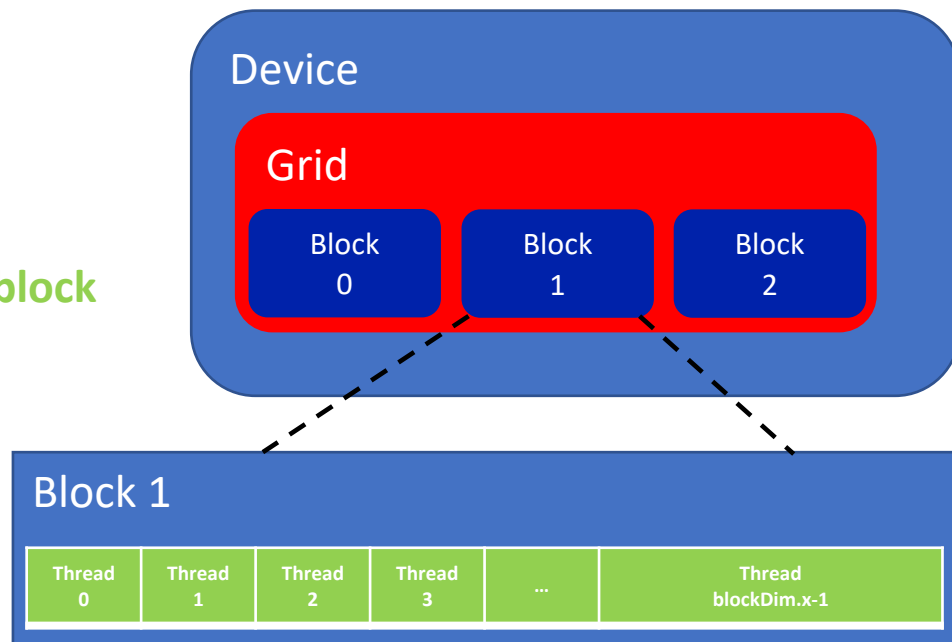 Device
Grid
Block
0
Block
1
Block
2
block
Block 1
Thread
0
Thread
1
Thread
2
Thread
3
...
Thread
blockDim.x-1